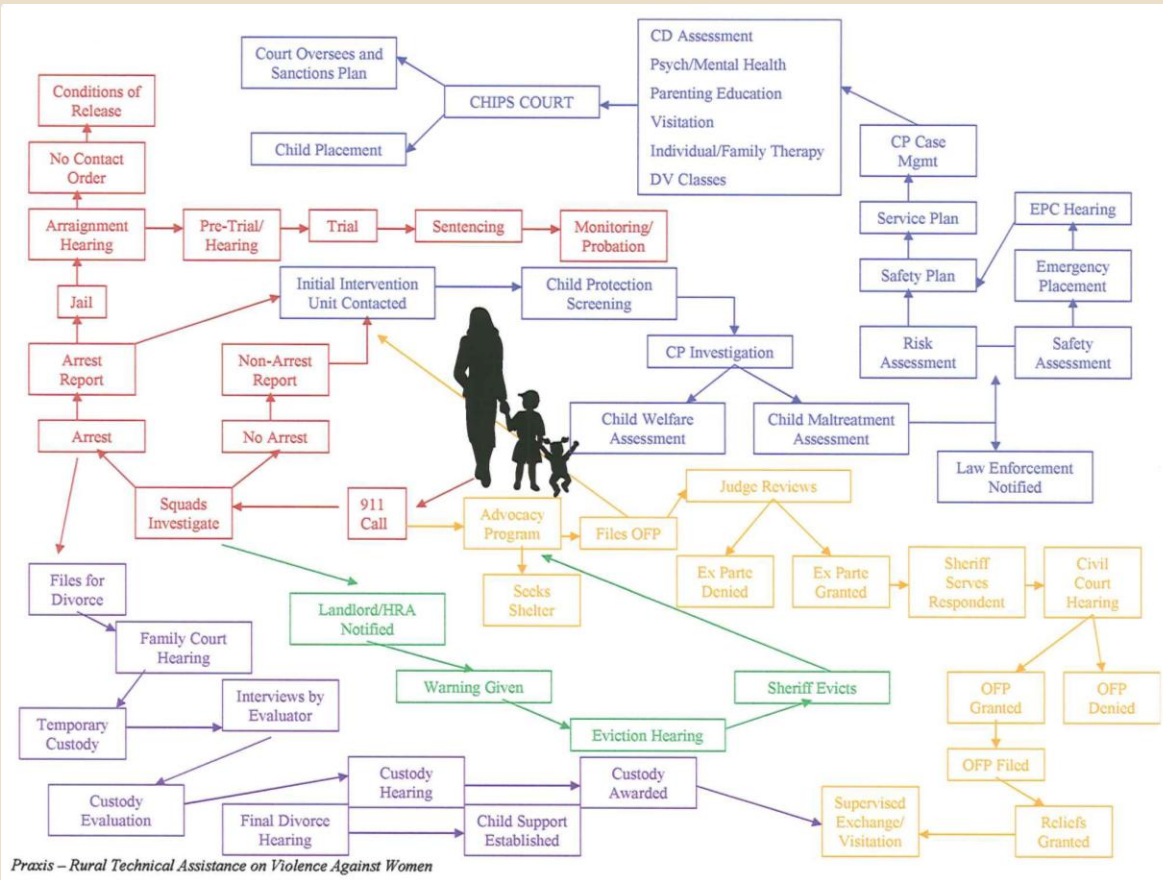 Court Oversees and
Sanctions Plan
CHIPS COURT
Child Placement
CD Assessment
Psych/Mental Health
Parenting Education
Visitation
Individual/Family Therapy
DV Classes
CP Case
Mgmt
Service Plan
Safety Plan
Risk
Assessment
EPC Hearing
Emergency
Placement
Safety
Assessment
Conditions of
Release
No Contact
Order
Arraignment
Hearing
Pre-Trial/
Hearing
Trial
Sentencing
Monitoring/
Probation
Jail
Initial Intervention
Unit Contacted
Child Protection
Screening
CP Investigation
Arrest
Report
Non-Arrest
Report
Child Welfare
Assessment
Child Maltreatment
Assessment
Law Enforcement
Notified
Arrest
No Arrest
Squads
Investigate
911
Call
Advocacy
Program
Files OFP
Judge Reviews
Seeks
Shelter
Ex Parte
Denied
Ex Parte
Granted
Sheriff
Serves
Respondent
Civil
Court
Hearing
Files for
Divorce
Landlord/HRA
Notified
Family Court
Hearing
Warning Given
Sheriff Evicts
OFP
Granted
OFP
Denied
Temporary
Custody
Interviews by
Evaluator
Eviction Hearing
OFP Filed
Custody
Evaluation
Custody
Hearing
Custody
Awarded
Final Divorce
Hearing
Child Support
Established
Supervised
Exchange/
Visitation
Reliefs
Granted
Praxis – Rural Technical Assistance on Violence Against Women